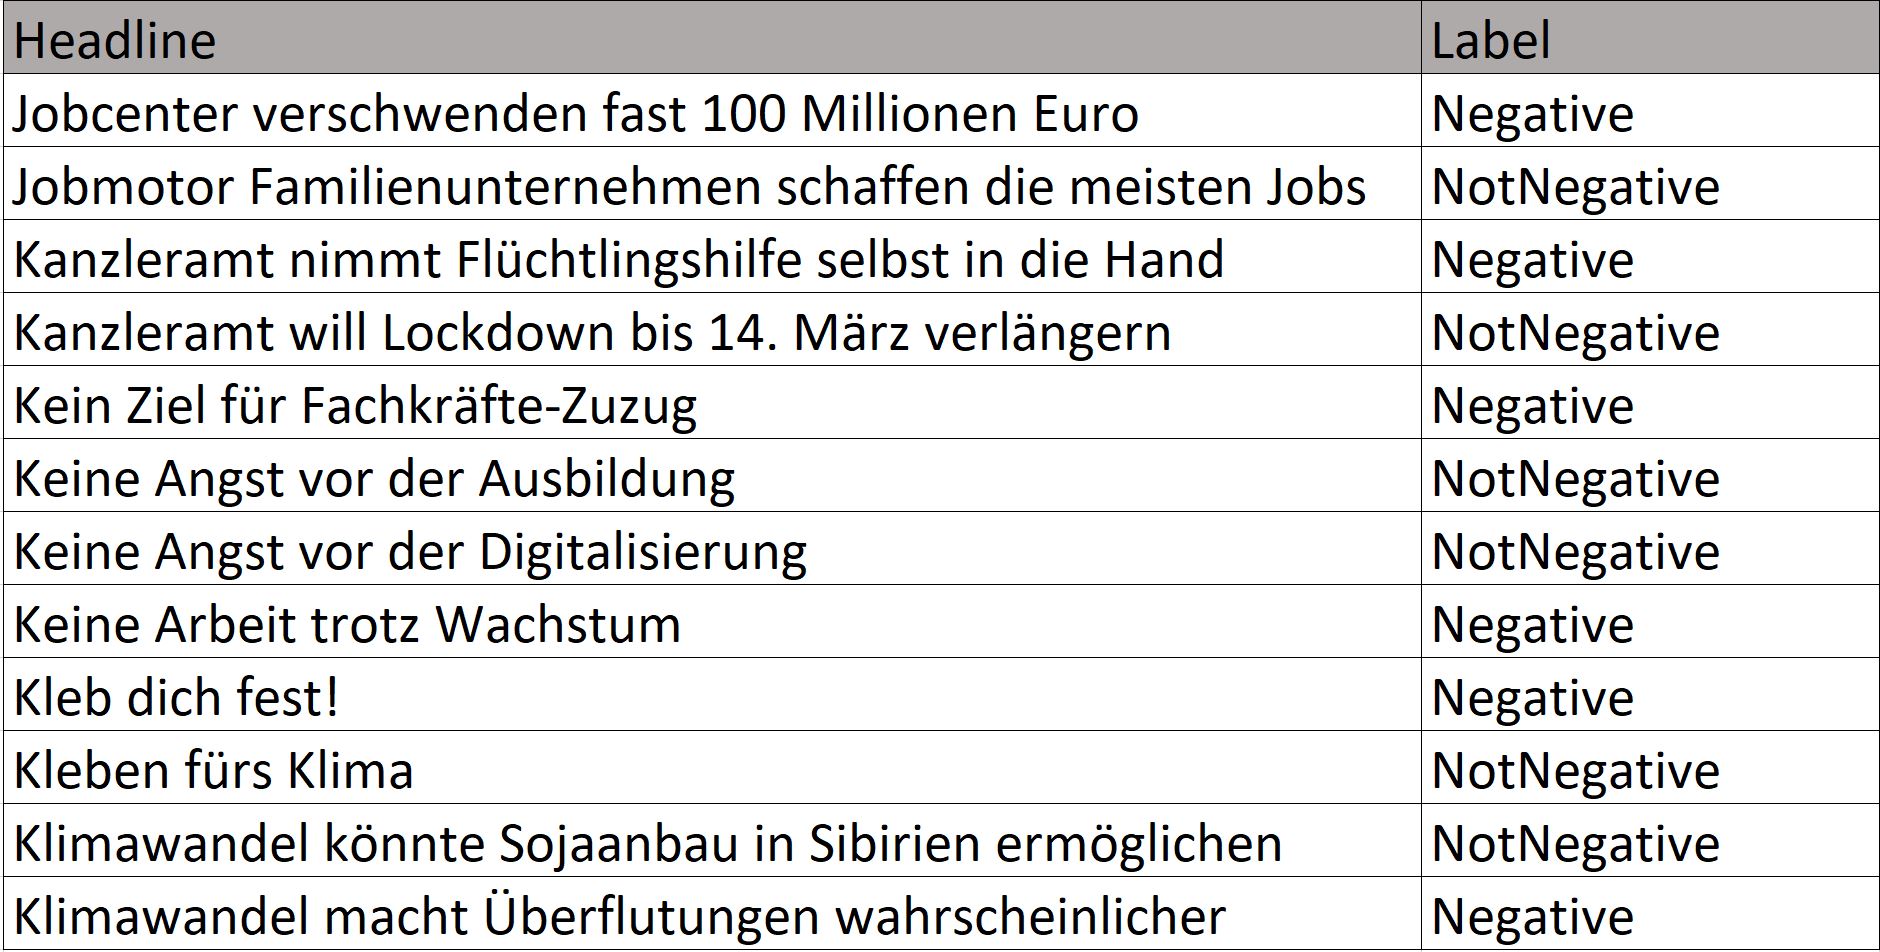 Headline Label
Jobcenter verschwenden fast 100 Millionen Euro Negative
Jobmotor Familienunternehmen schaffen die meisten Jobs NotNegative
Kanzleramt nimmt Flüchtlingshilfe selbst in die Hand Negative
Kanzleramt will Lockdown bis 14. März verlängern NotNegative
Kein Ziel für Fachkräfte-Zuzug Negative
Keine Angst vor der Ausbildung NotNegative
Keine Angst vor der Digitalisierung NotNegative
Keine Arbeit trotz Wachstum Negative
Kleb dich fest! Negative
Kleben fürs Klima NotNegative
Klimawandel könnte Sojaanbau in Sibirien ermöglichen NotNegative
Klimawandel macht Überflutungen wahrscheinlicher Negative